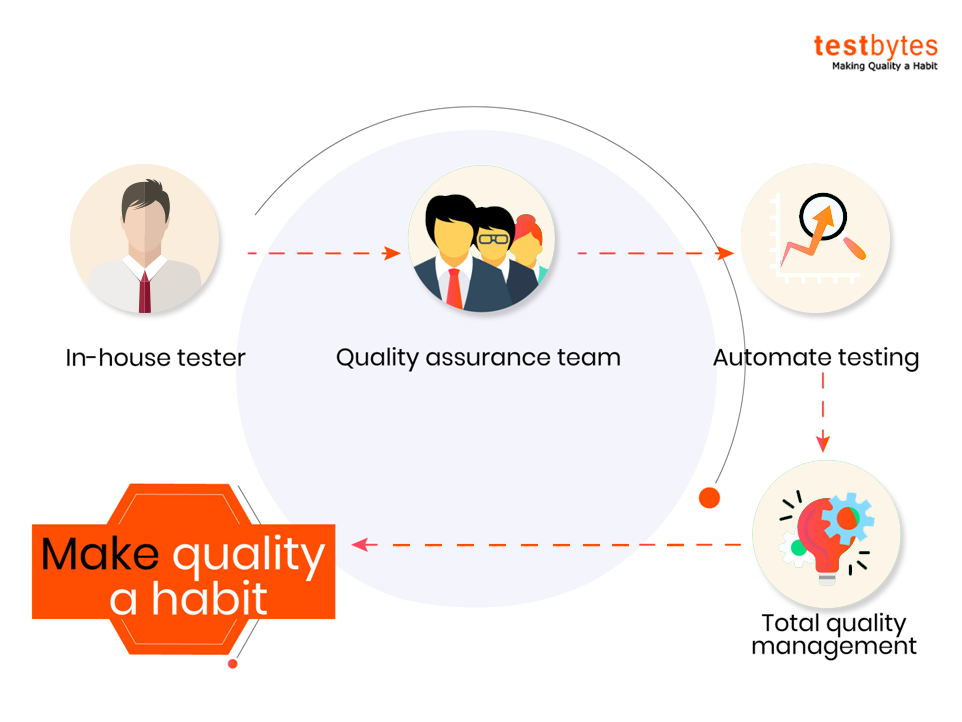 testbytes
Making Quality a Habit
In-house tester
Quality assurance team
Automate testing
Total quality
management
Make quality
a habit